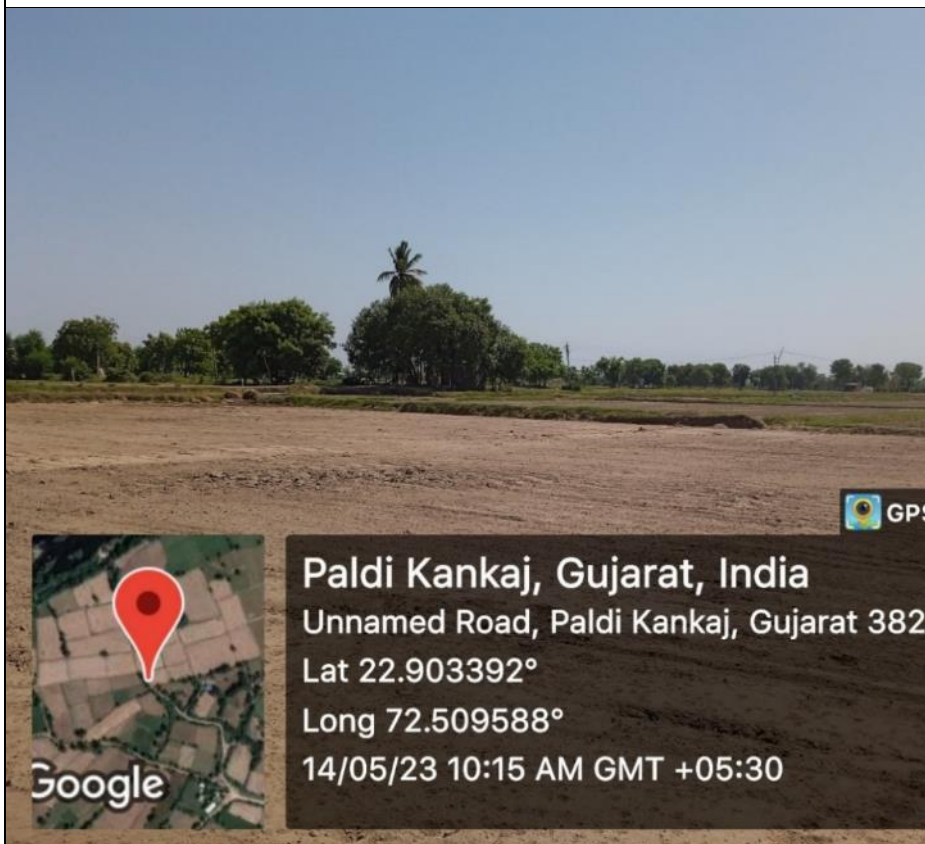 GPS
Paldi Kankaj, Gujarat, India
Unnamed Road, Paldi Kankaj, Gujarat 382
Lat 22.903392°
Long 72.509588°
14/05/23 10:15 AM GMT +05:30
Google